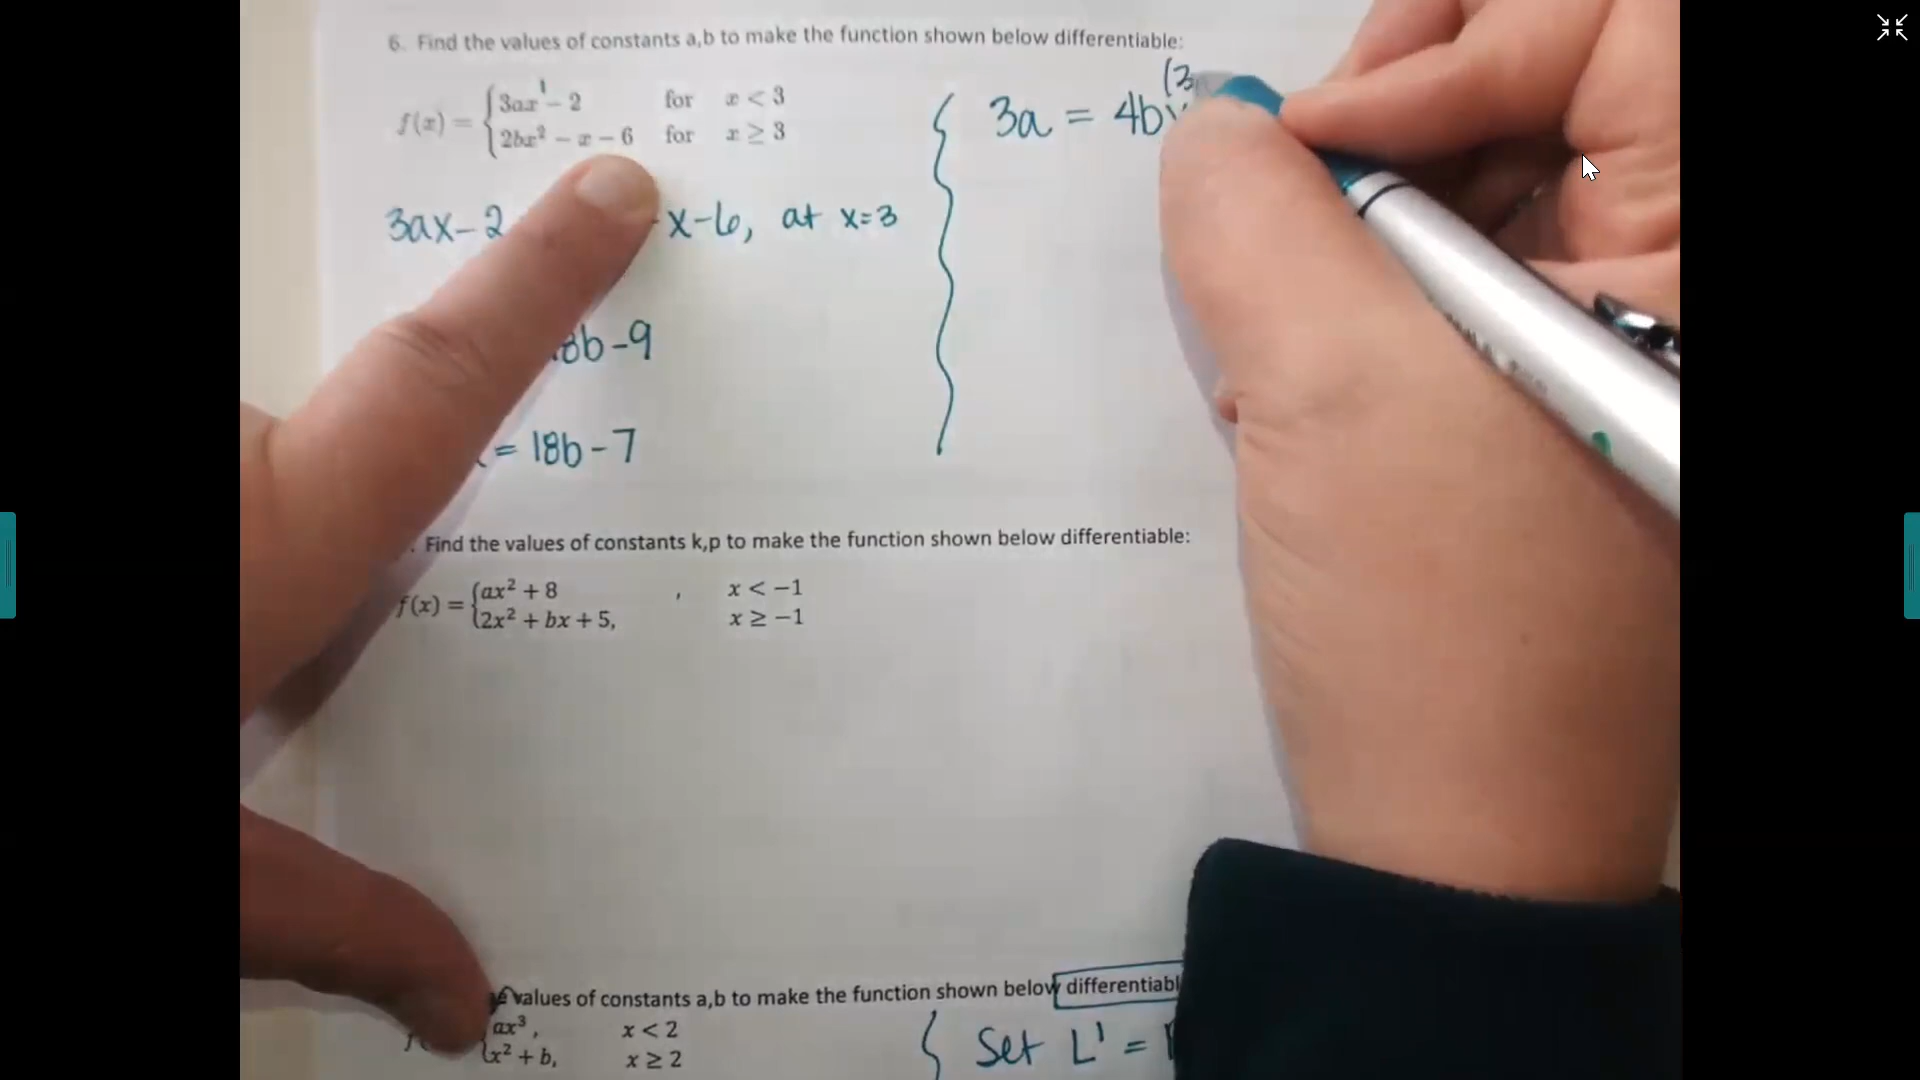 6. Find the values of constants a,b to make the function shown below differentiable:
f(x) = { 3ax¹ - 2 for x < 3
2bx² - x - 6 for x ≥ 3
(3
3a = 4b
3ax-2 -x-6, at x=3
8b-9
= 18b-7
. Find the values of constants k,p to make the function shown below differentiable:
f(x) = { ax² + 8 , x < -1
2x² + bx + 5, x ≥ -1
values of constants a,b to make the function shown below differentiabl
ax³, x < 2
x² + b, x ≥ 2
Set L' =